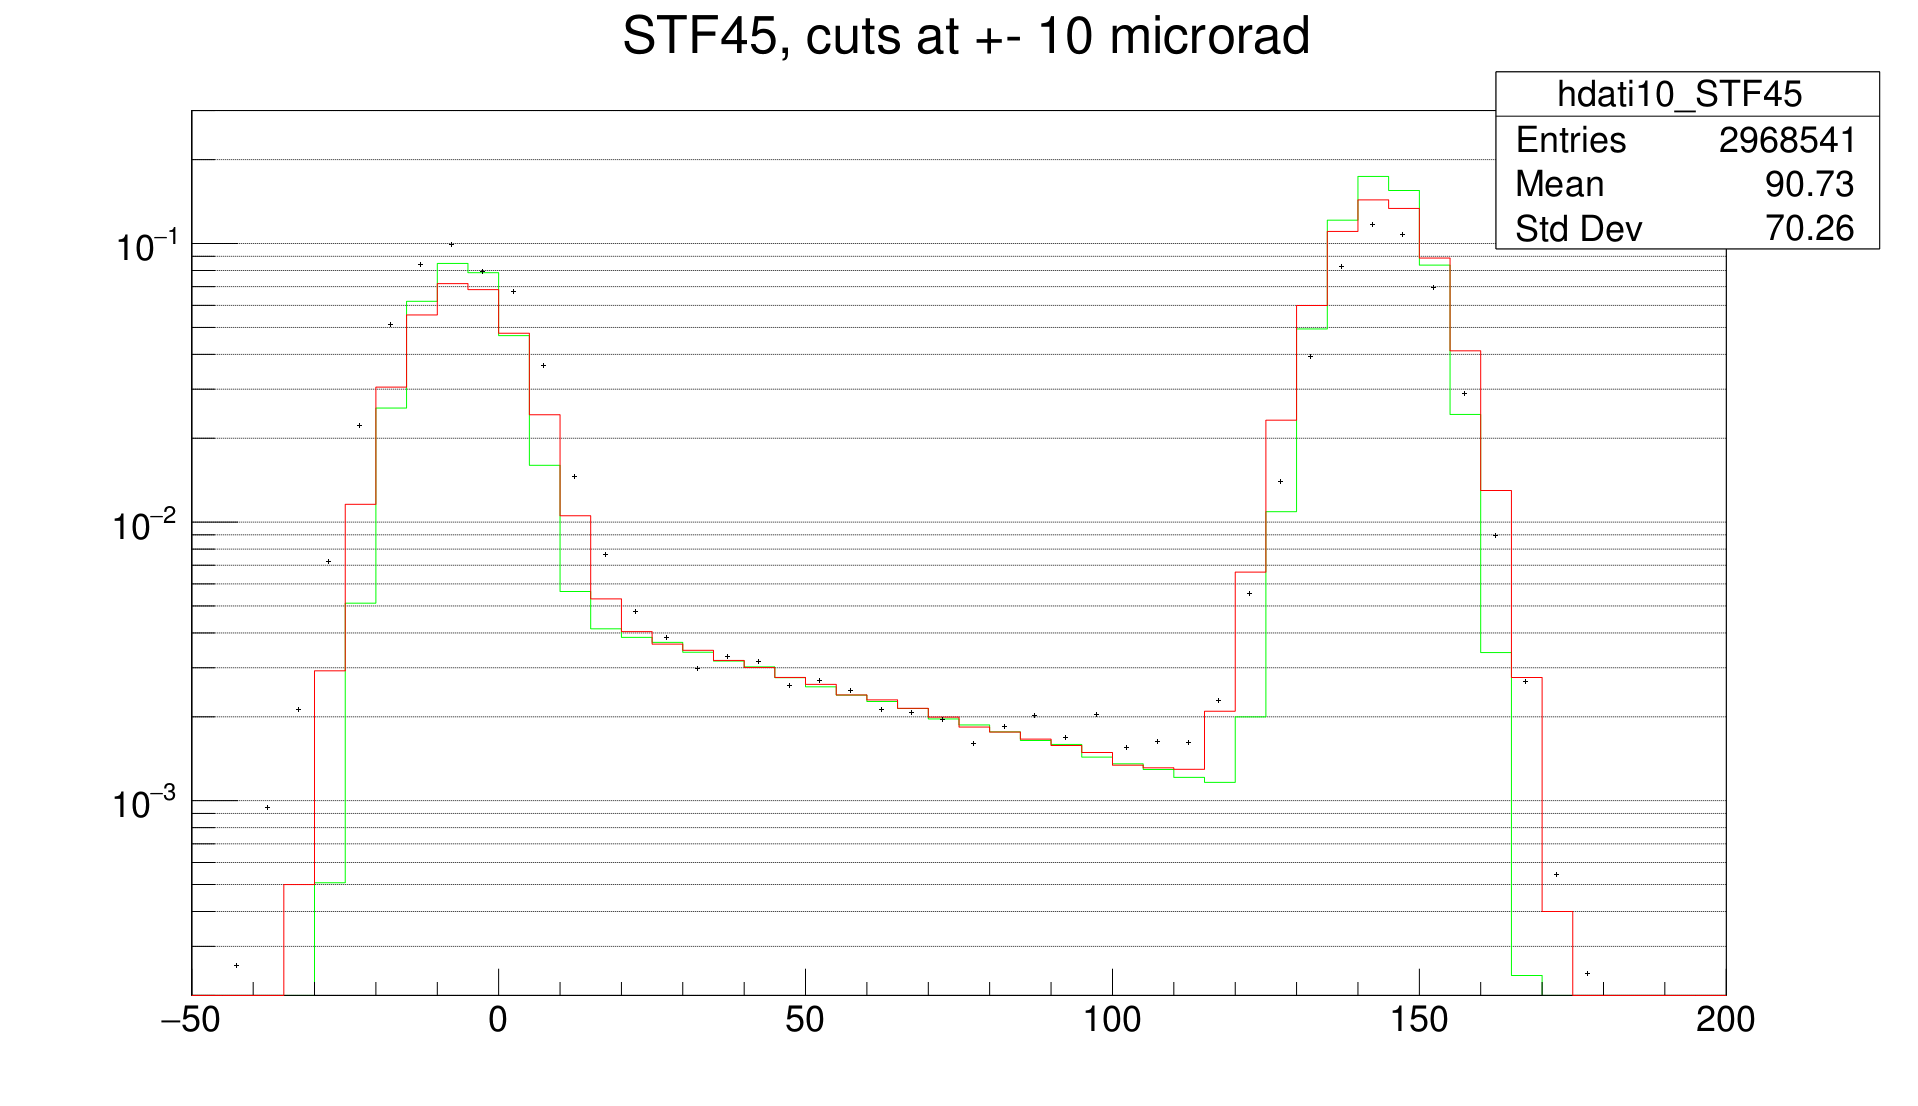 STF45, cuts at +- 10 microrad
hdati10_STF45
Entries 2968541
Mean 90.73
Std Dev 70.26
10−1
10−2
10−3
−50 0 50 100 150 200